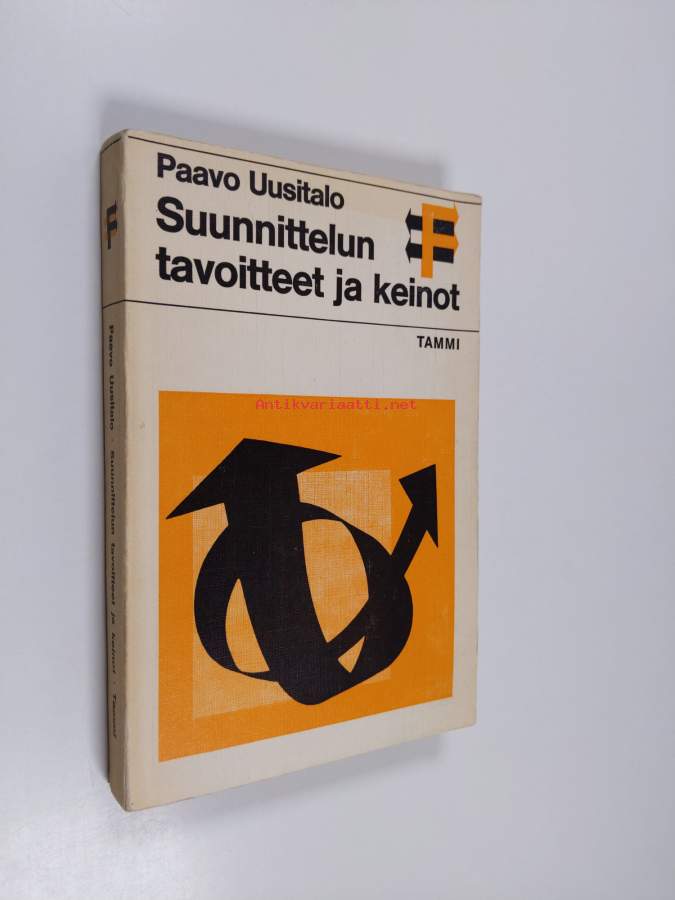 Paavo Uusitalo
Suunnittelun
tavoitteet ja keinot
F
TAMMI
Antikvariaatti.net
F
Paavo Uusitalo · Suunnittelun tavoitteet ja keinot · Tammi